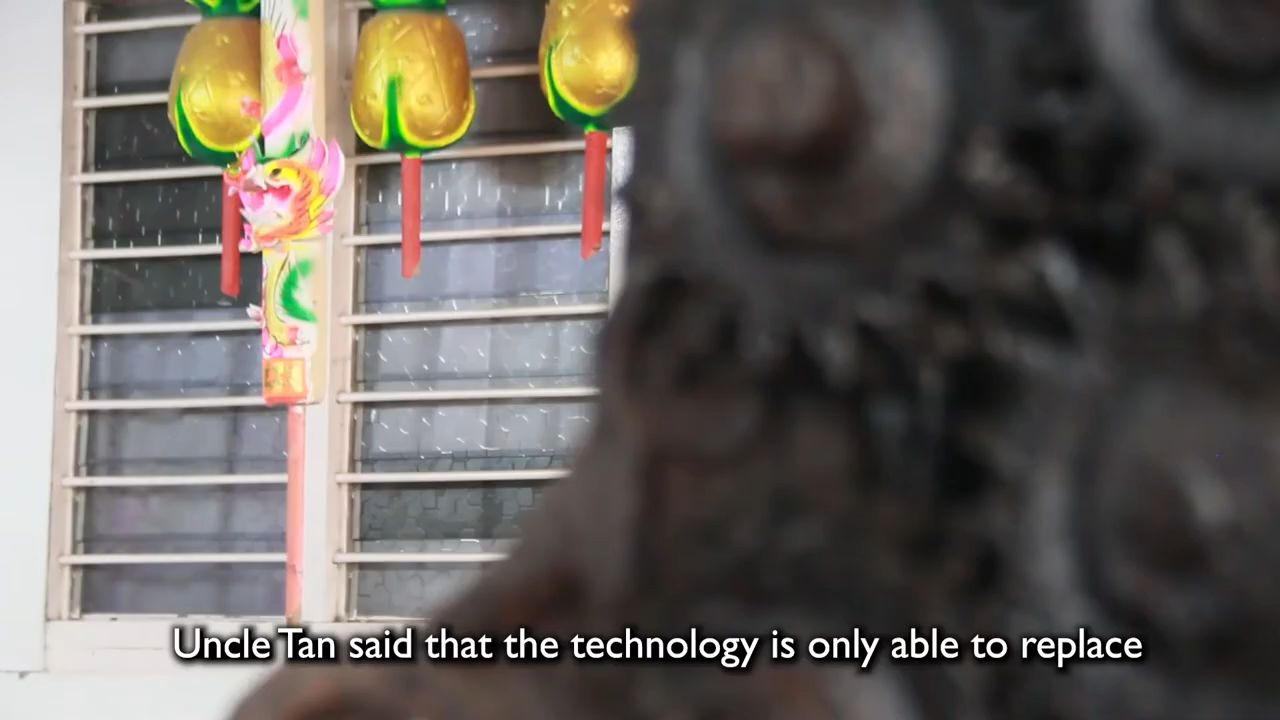 Uncle Tan said that the technology is only able to replace